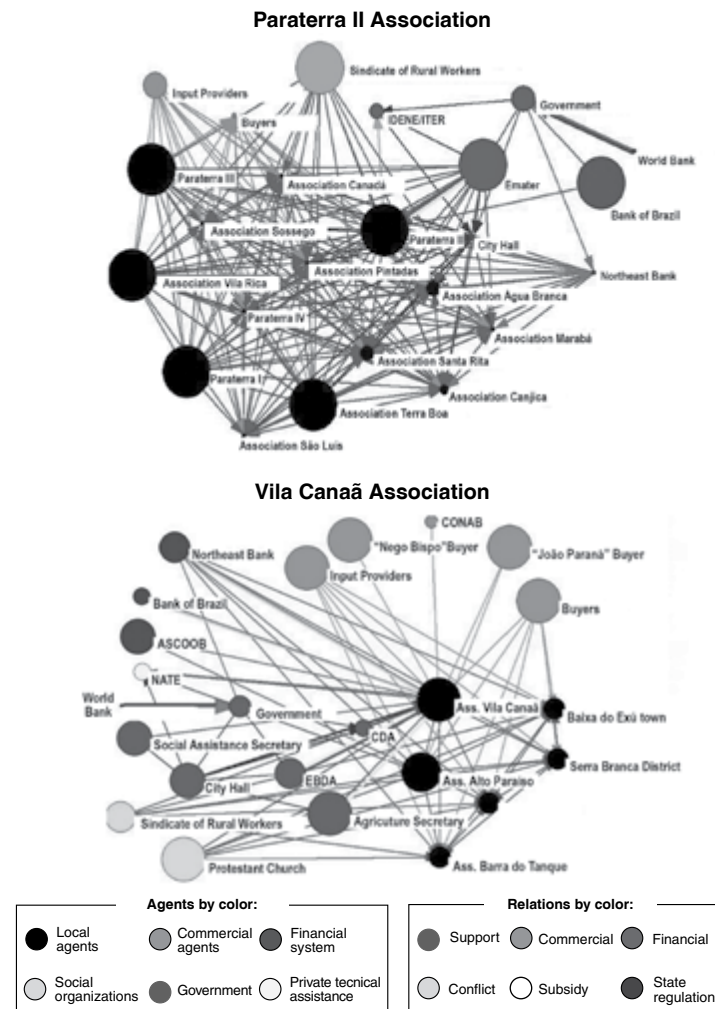 Paraterra II Association
Sindicate of Rural Workers
Input Providers
Government
Buyers
IDENE/ITER
World Bank
Paraterra III
Association Canadá
Emater
Bank of Brazil
Association Sossego
Paraterra II
City Hall
Association Pintadas
Northeast Bank
Association Vila Rica
Association Água Branca
Paraterra IV
Association Marabá
Association Santa Rita
Paraterra I
Association Canjica
Association Terra Boa
Association São Luis
Vila Canaã Association
CONAB
Northeast Bank
"Nego Bispo"Buyer
"João Paraná" Buyer
Input Providers
Bank of Brazil
Buyers
ASCOOB
NATE
World
Bank
Government
Ass. Vila Canaã
Baixa do Exú town
CDA
Social Assistance Secretary
Serra Branca District
City Hall
EBDA
Ass. Alto Paraiso
Sindicate of Rural Workers
Agricuture Secretary
Protestant Church
Ass. Barra do Tanque
Agents by color:
Local
agents
Commercial
agents
Financial
system
Social
organizations
Government
Private tecnical
assistance
Relations by color:
Support
Commercial
Financial
Conflict
Subsidy
State
regulation